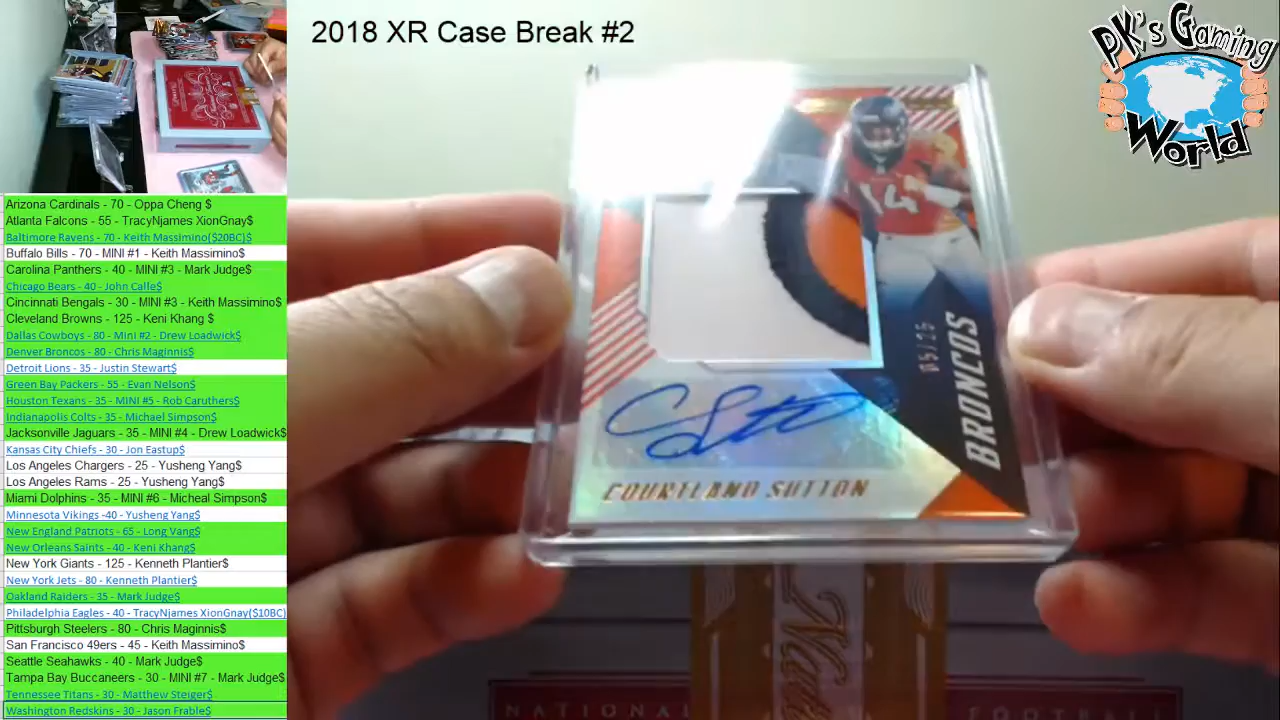 2018 XR Case Break #2
PK's Gaming
World
Arizona Cardinals - 70 - Oppa Cheng $
Atlanta Falcons - 55 - TracyNjames XionGnay$
Baltimore Ravens - 70 - Keith Massimino($20BC)$
Buffalo Bills - 70 - MINI #1 - Keith Massimino$
Carolina Panthers - 40 - MINI #3 - Mark Judge$
Chicago Bears - 40 - John Calle$
Cincinnati Bengals - 30 - MINI #3 - Keith Massimino$
Cleveland Browns - 125 - Keni Khang $
Dallas Cowboys - 80 - Mini #2 - Drew Loadwick$
Denver Broncos - 80 - Chris Maginnis$
Detroit Lions - 35 - Justin Stewart$
Green Bay Packers - 55 - Evan Nelson$
Houston Texans - 35 - MINI #5 - Rob Caruthers$
Indianapolis Colts - 35 - Michael Simpson$
Jacksonville Jaguars - 35 - MINI #4 - Drew Loadwick$
Kansas City Chiefs - 30 - Jon Eastup$
Los Angeles Chargers - 25 - Yusheng Yang$
Los Angeles Rams - 25 - Yusheng Yang$
Miami Dolphins - 35 - MINI #6 - Micheal Simpson$
Minnesota Vikings -40 - Yusheng Yang$
New England Patriots - 65 - Long Vang$
New Orleans Saints - 40 - Keni Khang$
New York Giants - 125 - Kenneth Plantier$
New York Jets - 80 - Kenneth Plantier$
Oakland Raiders - 35 - Mark Judge$
Philadelphia Eagles - 40 - TracyNjames XionGnay($10BC)
Pittsburgh Steelers - 80 - Chris Maginnis$
San Francisco 49ers - 45 - Keith Massimino$
Seattle Seahawks - 40 - Mark Judge$
Tampa Bay Buccaneers - 30 - MINI #7 - Mark Judge$
Tennessee Titans - 30 - Matthew Steiger$
Washington Redskins - 30 - Jason Frable$
14
BRONCOS
COURTLAND SUTTON
NATIONAL
FOOTBALL